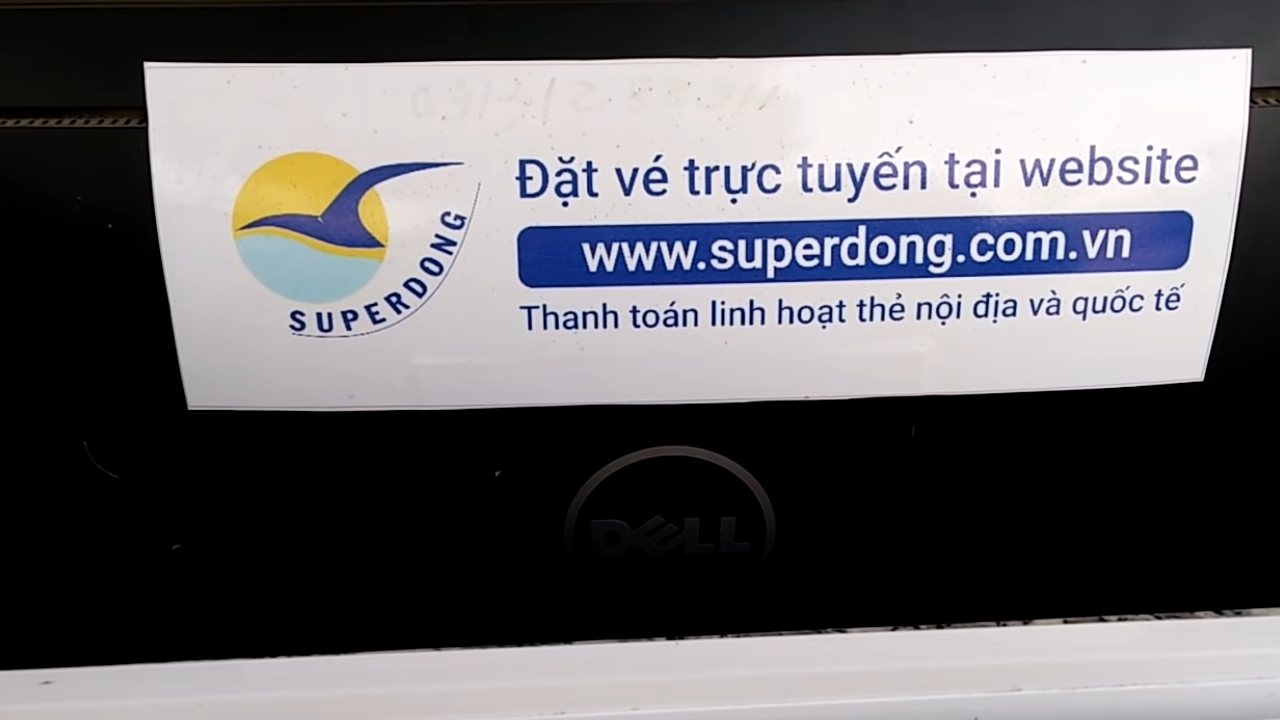 SUPERDONG
Đặt vé trực tuyến tại website
www.superdong.com.vn
Thanh toán linh hoạt thẻ nội địa và quốc tế
DELL